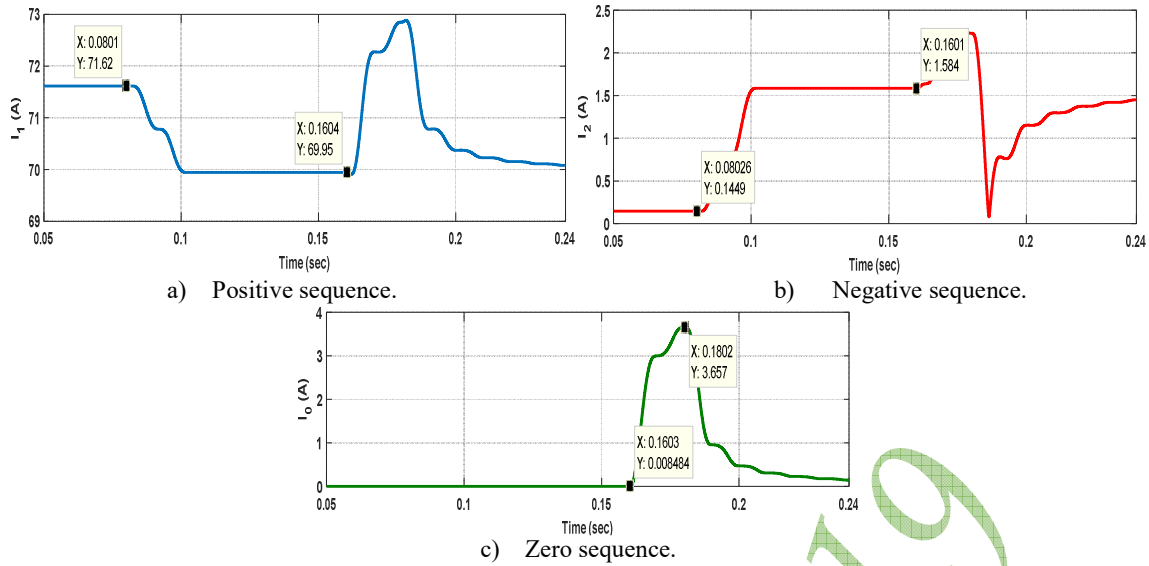 73
72
71
70
69
I1 (A)
X: 0.0801
Y: 71.62
X: 0.1604
Y: 69.95
0.05 0.1 0.15 0.2 0.24
Time (sec)
a) Positive sequence.
2.5
2
1.5
1
0.5
0
I2 (A)
X: 0.1601
Y: 1.584
X: 0.08026
Y: 0.1449
0.05 0.1 0.15 0.2 0.24
Time (sec)
b) Negative sequence.
4
3
2
1
0
I0 (A)
X: 0.1802
Y: 3.657
X: 0.1603
Y: 0.008484
0.05 0.1 0.15 0.2 0.24
Time (sec)
c) Zero sequence.
19